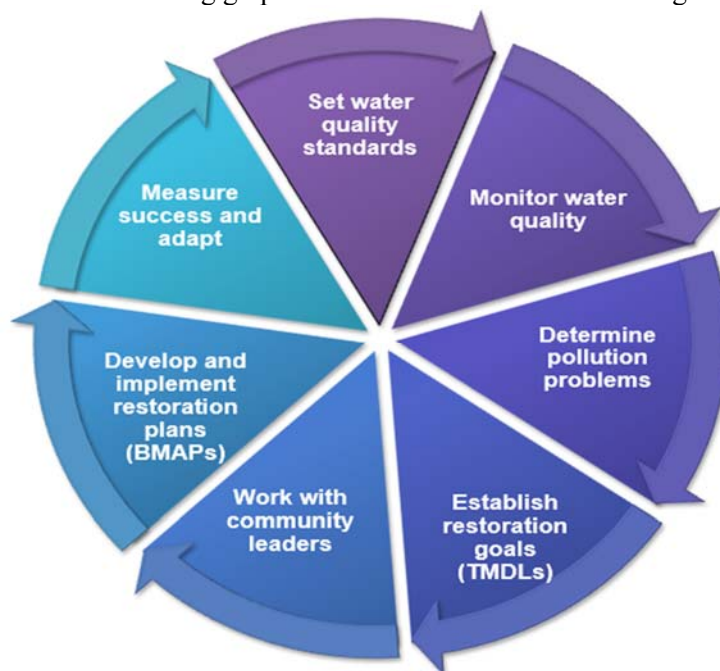 Set water
quality
standards
Monitor water
quality
Determine
pollution
problems
Establish
restoration
goals
(TMDLs)
Work with
community
leaders
Develop and
implement
restoration
plans
(BMAPs)
Measure
success and
adapt